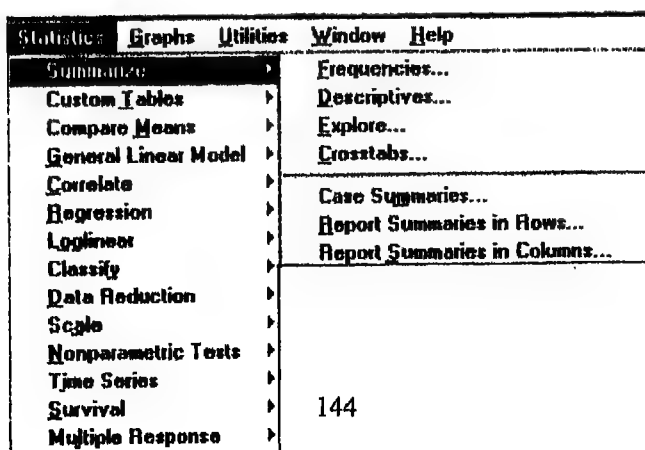 Statistics Graphs Utilities Window Help
Summarize
Custom Tables
Compare Means
General Linear Model
Correlate
Regression
Loglinear
Classify
Data Reduction
Scale
Nonparametric Tests
Time Series
Survival
Multiple Response
Frequencies...
Descriptives...
Explore...
Crosstabs...
Case Summaries...
Report Summaries in Rows...
Report Summaries in Columns...
144